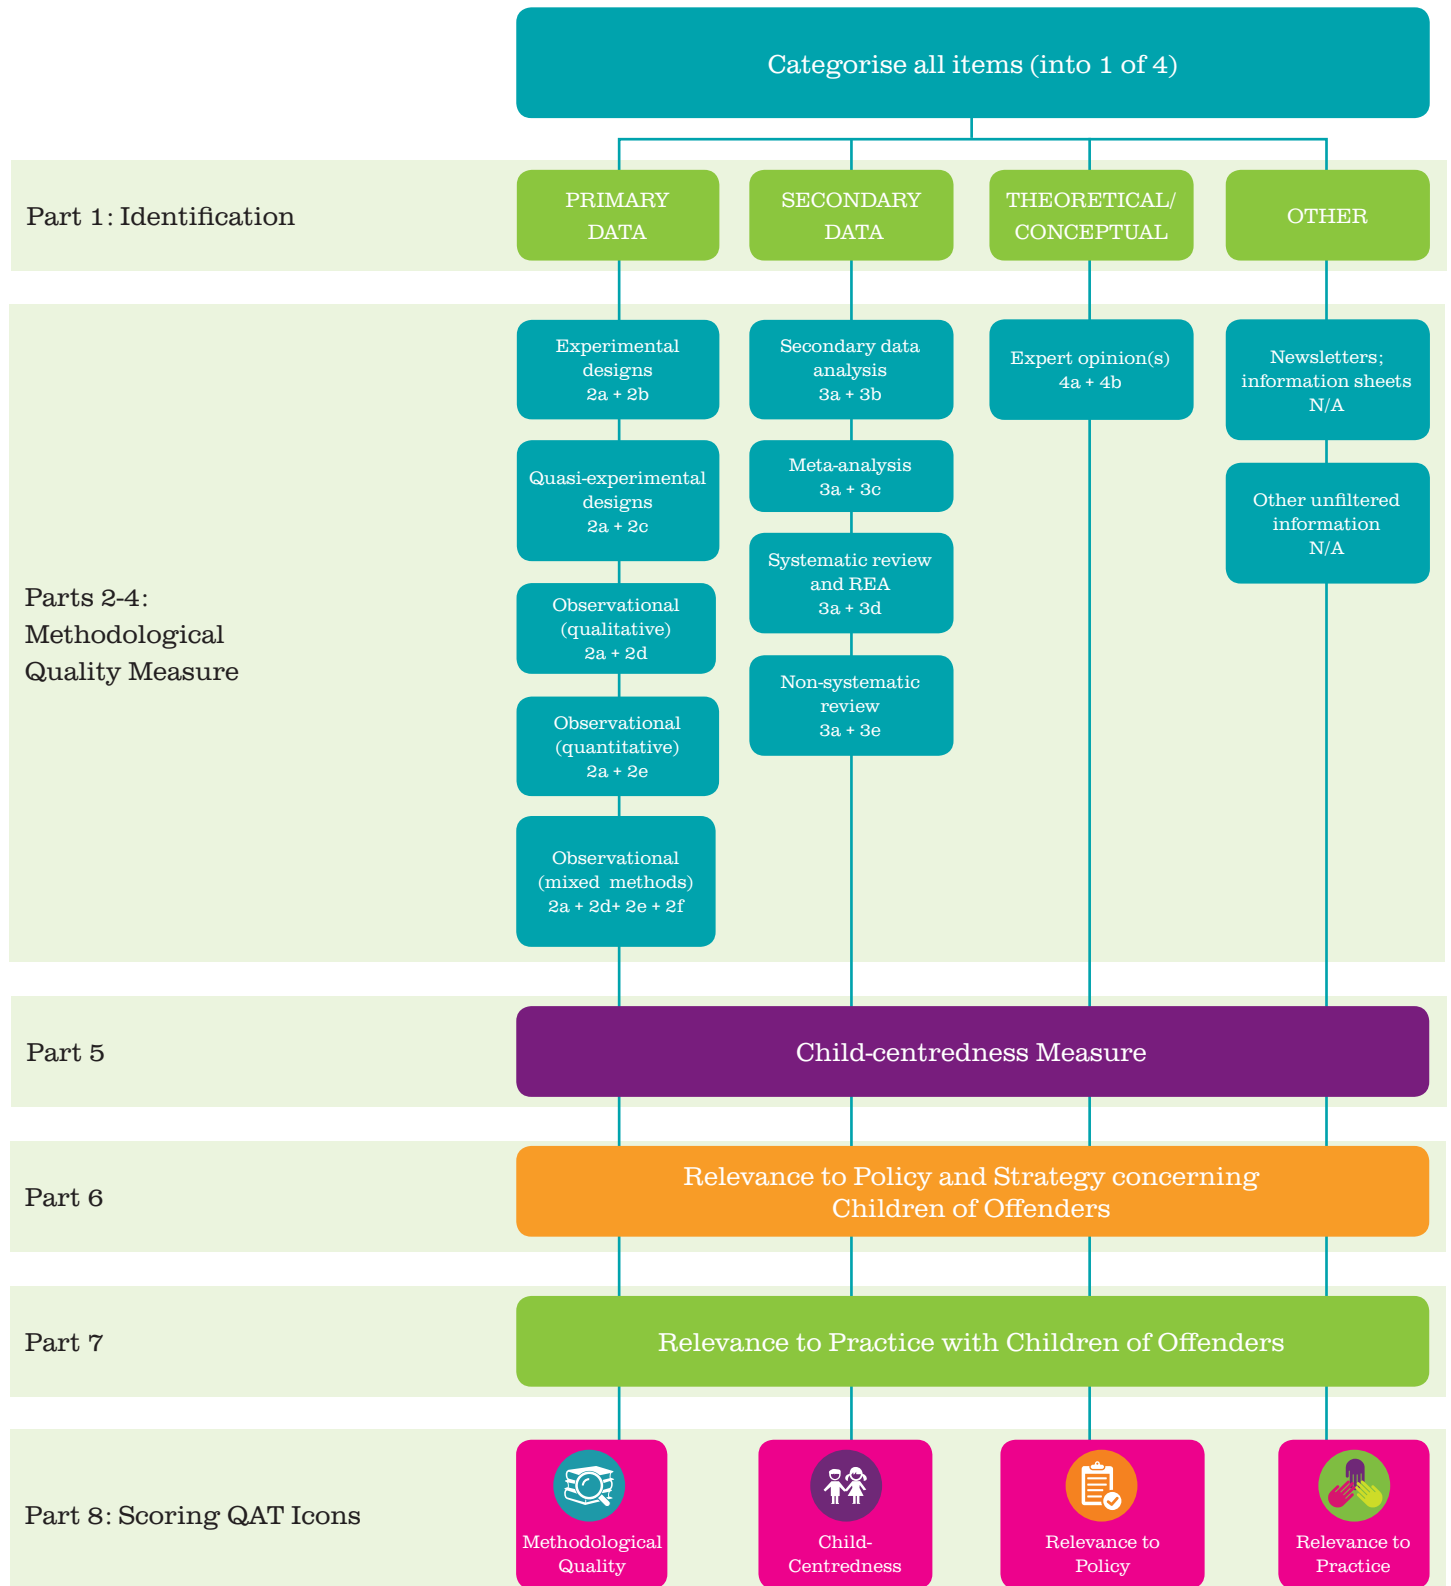 Categorise all items (into 1 of 4)
Part 1: Identification
PRIMARY
DATA
SECONDARY
DATA
THEORETICAL/
CONCEPTUAL
OTHER
Parts 2-4:
Methodological
Quality Measure
Experimental
designs
2a + 2b
Quasi-experimental
designs
2a + 2c
Observational
(qualitative)
2a + 2d
Observational
(quantitative)
2a + 2e
Observational
(mixed methods)
2a + 2d+ 2e + 2f
Secondary data
analysis
3a + 3b
Meta-analysis
3a + 3c
Systematic review
and REA
3a + 3d
Non-systematic
review
3a + 3e
Expert opinion(s)
4a + 4b
Newsletters;
information sheets
N/A
Other unfiltered
information
N/A
Part 5
Child-centredness Measure
Part 6
Relevance to Policy and Strategy concerning
Children of Offenders
Part 7
Relevance to Practice with Children of Offenders
Part 8: Scoring QAT Icons
Methodological
Quality
Child-
Centredness
Relevance to
Policy
Relevance to
Practice